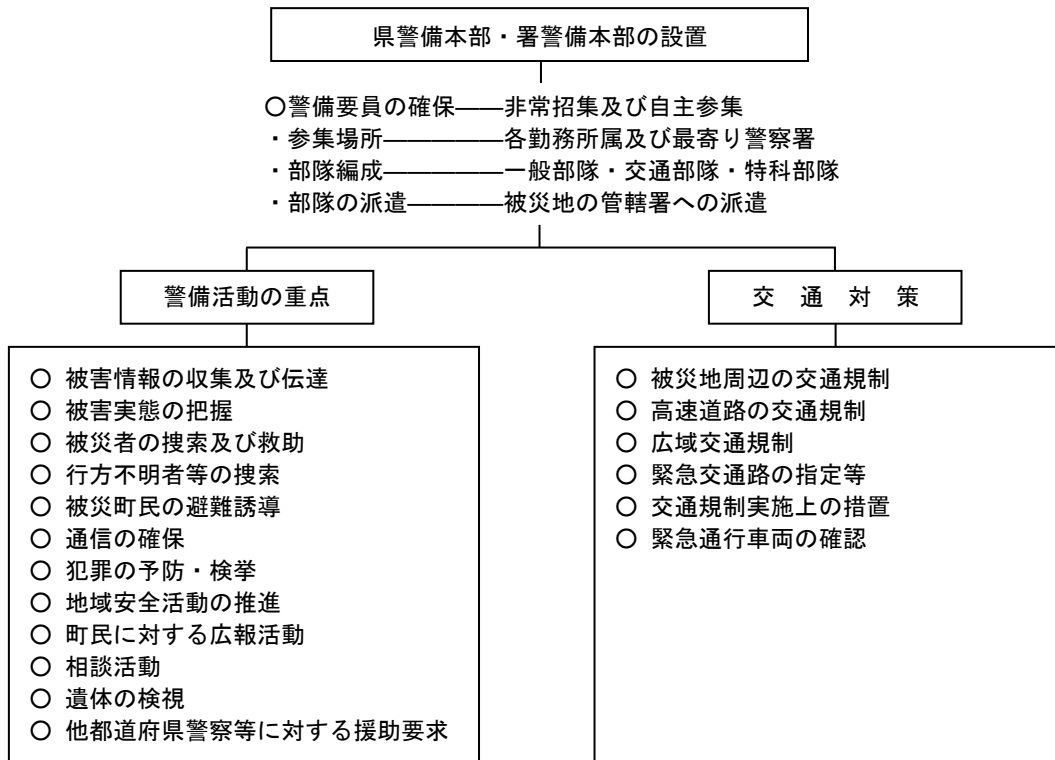 県警備本部・署警備本部の設置
〇警備要員の確保――非常招集及び自主参集
・参集場所――――各勤務所属及び最寄り警察署
・部隊編成――――一般部隊・交通部隊・特科部隊
・部隊の派遣―――被災地の管轄署への派遣
警備活動の重点
〇 被害情報の収集及び伝達
〇 被害実態の把握
〇 被災者の捜索及び救助
〇 行方不明者等の捜索
〇 被災町民の避難誘導
〇 通信の確保
〇 犯罪の予防・検挙
〇 地域安全活動の推進
〇 町民に対する広報活動
〇 相談活動
〇 遺体の検視
〇 他都道府県警察等に対する援助要求
交 通 対 策
〇 被災地周辺の交通規制
〇 高速道路の交通規制
〇 広域交通規制
〇 緊急交通路の指定等
〇 交通規制実施上の措置
〇 緊急通行車両の確認